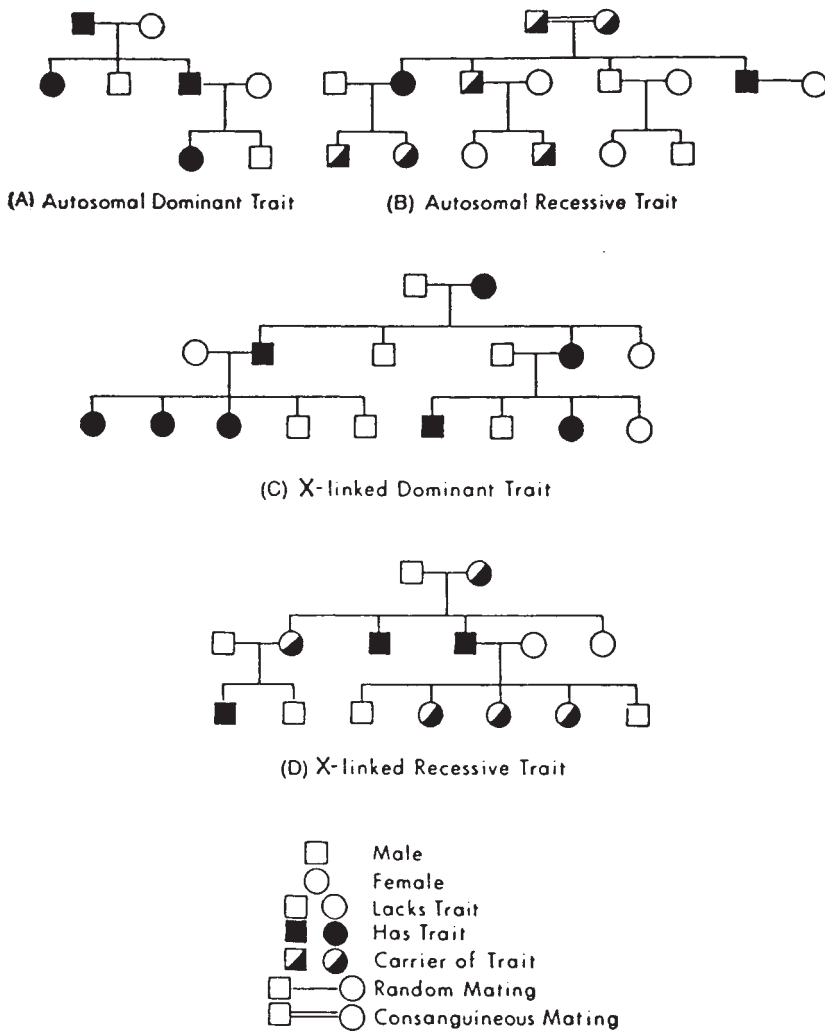 (A) Autosomal Dominant Trait
(B) Autosomal Recessive Trait
(C) X-linked Dominant Trait
(D) X-linked Recessive Trait
Male
Female
Lacks Trait
Has Trait
Carrier of Trait
Random Mating
Consanguineous Mating